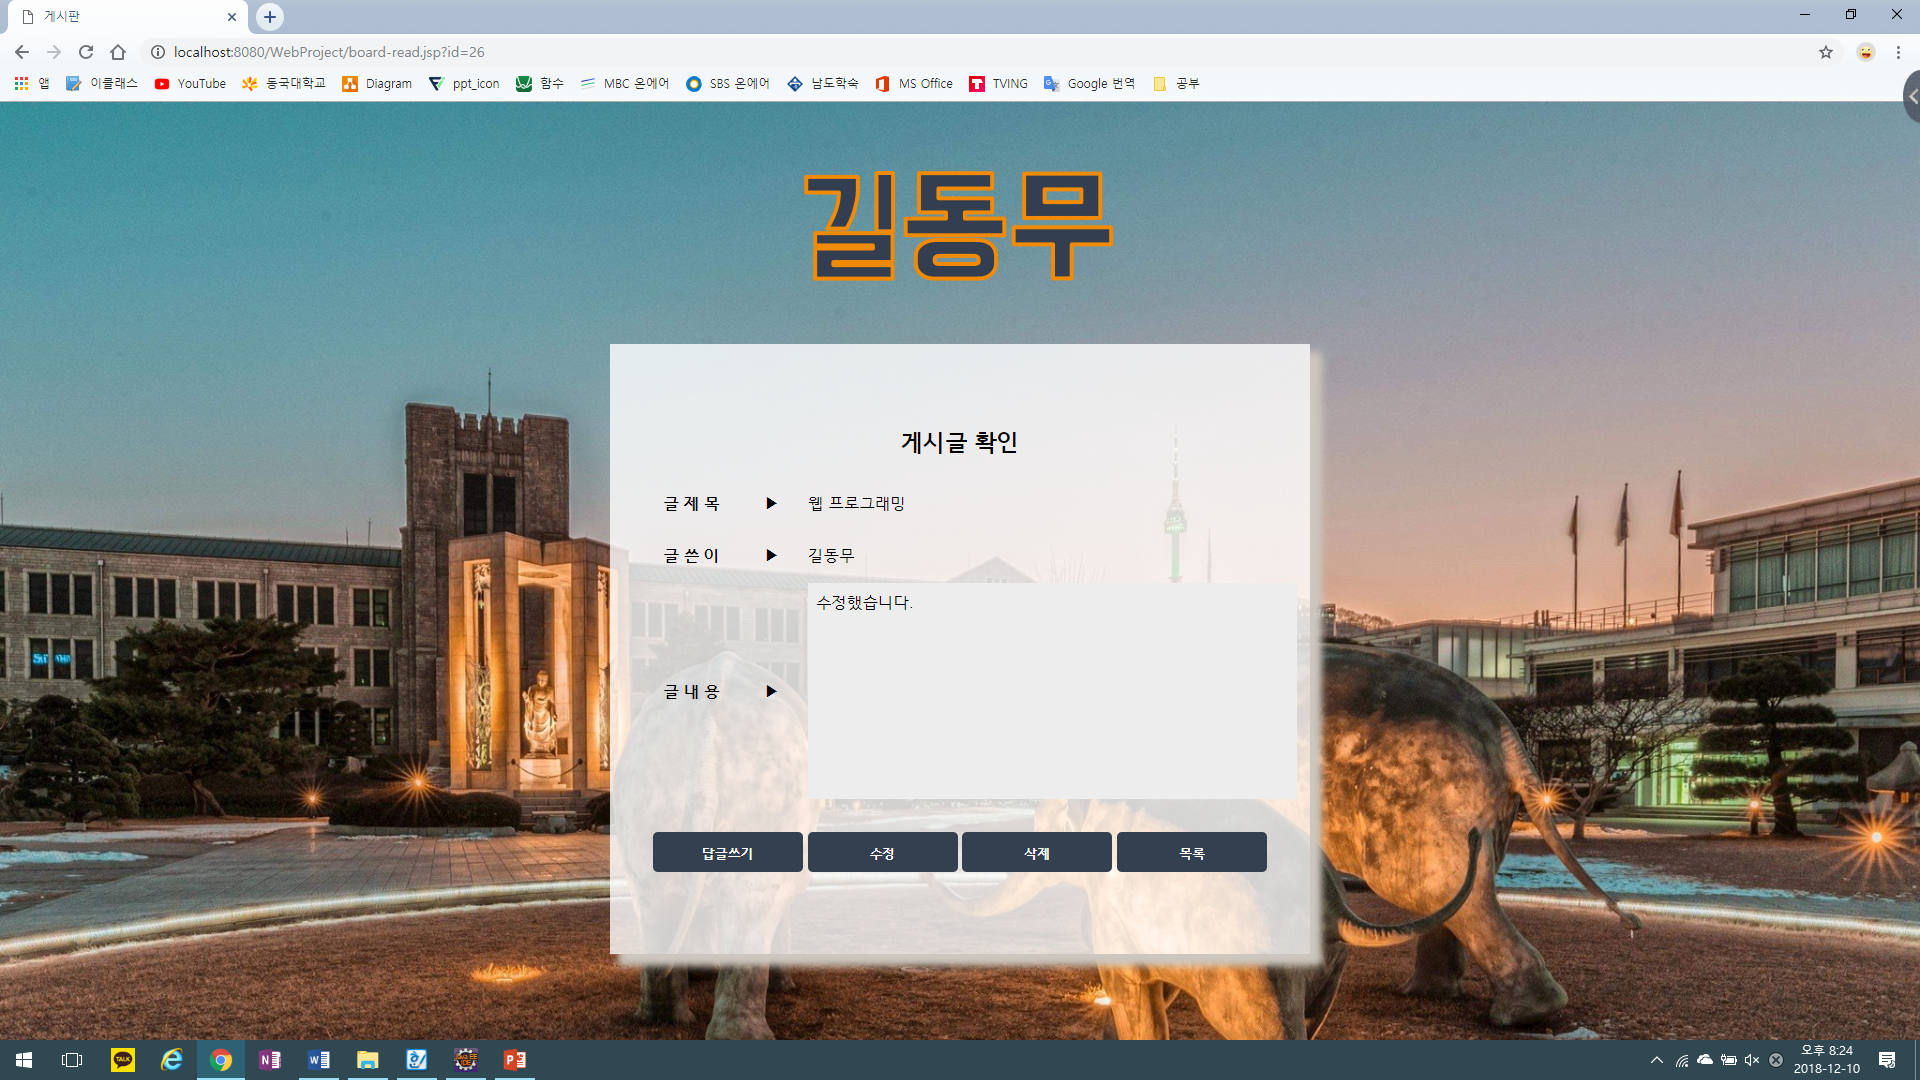 게시판
localhost:8080/WebProject/board-read.jsp?id=26
앱 이클래스 YouTube 동국대학교 Diagram ppt_icon 함수 MBC 온에어 SBS 온에어 남도학숙 MS Office TVING Google 번역 공부
길동무
게시글 확인
글 제 목 ▶ 웹 프로그래밍
글 쓴 이 ▶ 길동무
수정했습니다.
글 내 용 ▶
답글쓰기 수정 삭제 목록
TALK
오후 8:24
2018-12-10